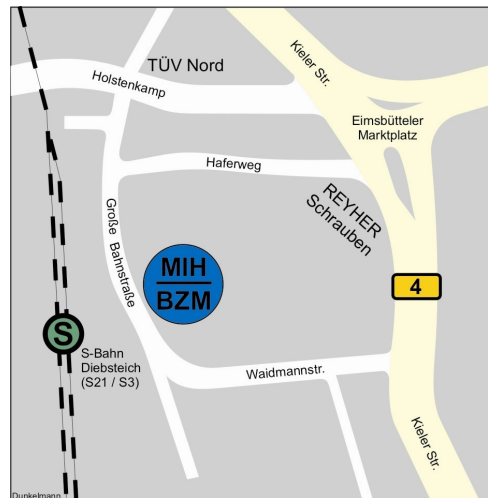 Kieler Str.
TÜV Nord
Holstenkamp
Eimsbütteler
Marktplatz
Haferweg
REYHER
Schrauben
Große Bahnstraße
MIH
BZM
4
S
S-Bahn
Diebsteich
(S21 / S3)
Waidmannstr.
Kieler Str.
Dunkelmann